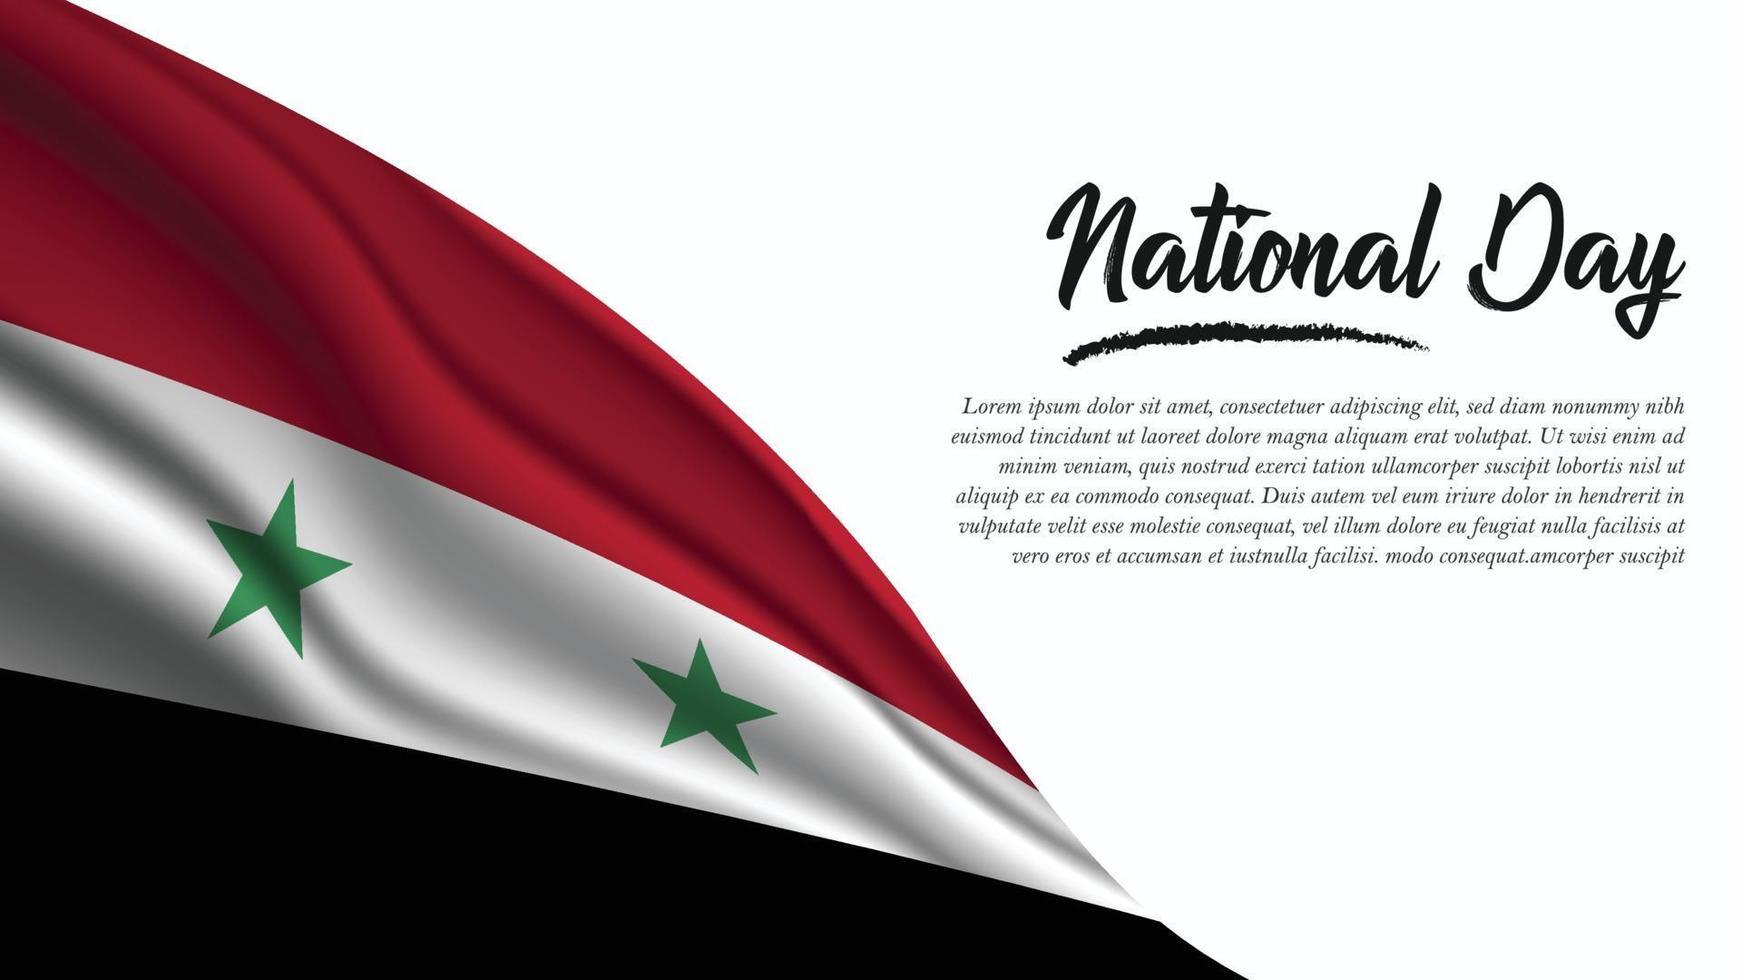 National Day
Lorem ipsum dolor sit amet, consectetuer adipiscing elit, sed diam nonummy nibh
euismod tincidunt ut laoreet dolore magna aliquam erat volutpat. Ut wisi enim ad
minim veniam, quis nostrud exerci tation ullamcorper suscipit lobortis nisl ut
aliquip ex ea commodo consequat. Duis autem vel eum iriure dolor in hendrerit in
vulputate velit esse molestie consequat, vel illum dolore eu feugiat nulla facilisis at
vero eros et accumsan et iustnulla facilisi. modo consequat.amcorper suscipit